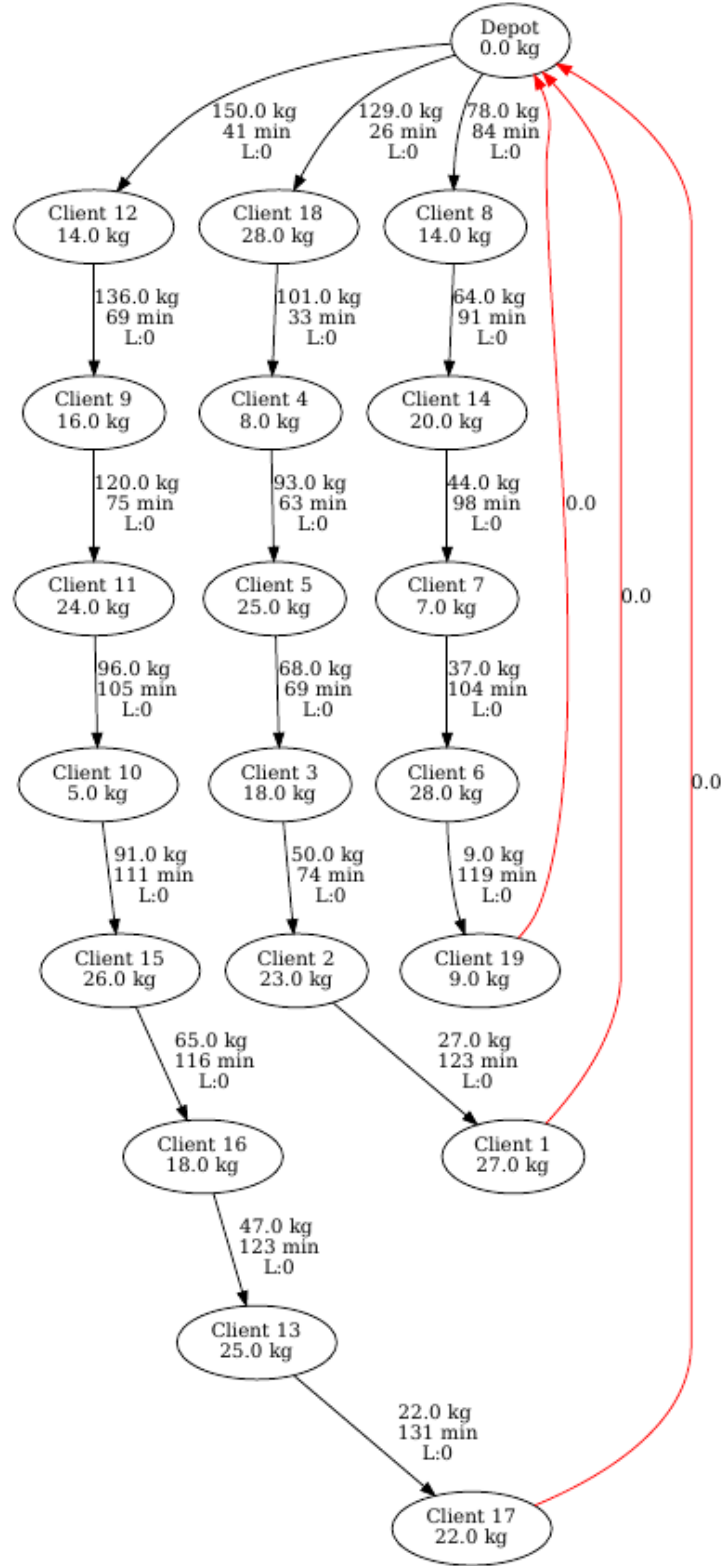 Depot
0.0 kg
150.0 kg
41 min
L:0
129.0 kg
26 min
L:0
78.0 kg
84 min
L:0
Client 12
14.0 kg
Client 18
28.0 kg
Client 8
14.0 kg
136.0 kg
69 min
L:0
101.0 kg
33 min
L:0
64.0 kg
91 min
L:0
Client 9
16.0 kg
Client 4
8.0 kg
Client 14
20.0 kg
120.0 kg
75 min
L:0
93.0 kg
63 min
L:0
44.0 kg
98 min
L:0
0.0
Client 11
24.0 kg
Client 5
25.0 kg
Client 7
7.0 kg
0.0
96.0 kg
105 min
L:0
68.0 kg
69 min
L:0
37.0 kg
104 min
L:0
Client 10
5.0 kg
Client 3
18.0 kg
Client 6
28.0 kg
0.0
91.0 kg
111 min
L:0
50.0 kg
74 min
L:0
9.0 kg
119 min
L:0
Client 15
26.0 kg
Client 2
23.0 kg
Client 19
9.0 kg
65.0 kg
116 min
L:0
27.0 kg
123 min
L:0
Client 16
18.0 kg
Client 1
27.0 kg
47.0 kg
123 min
L:0
Client 13
25.0 kg
22.0 kg
131 min
L:0
Client 17
22.0 kg